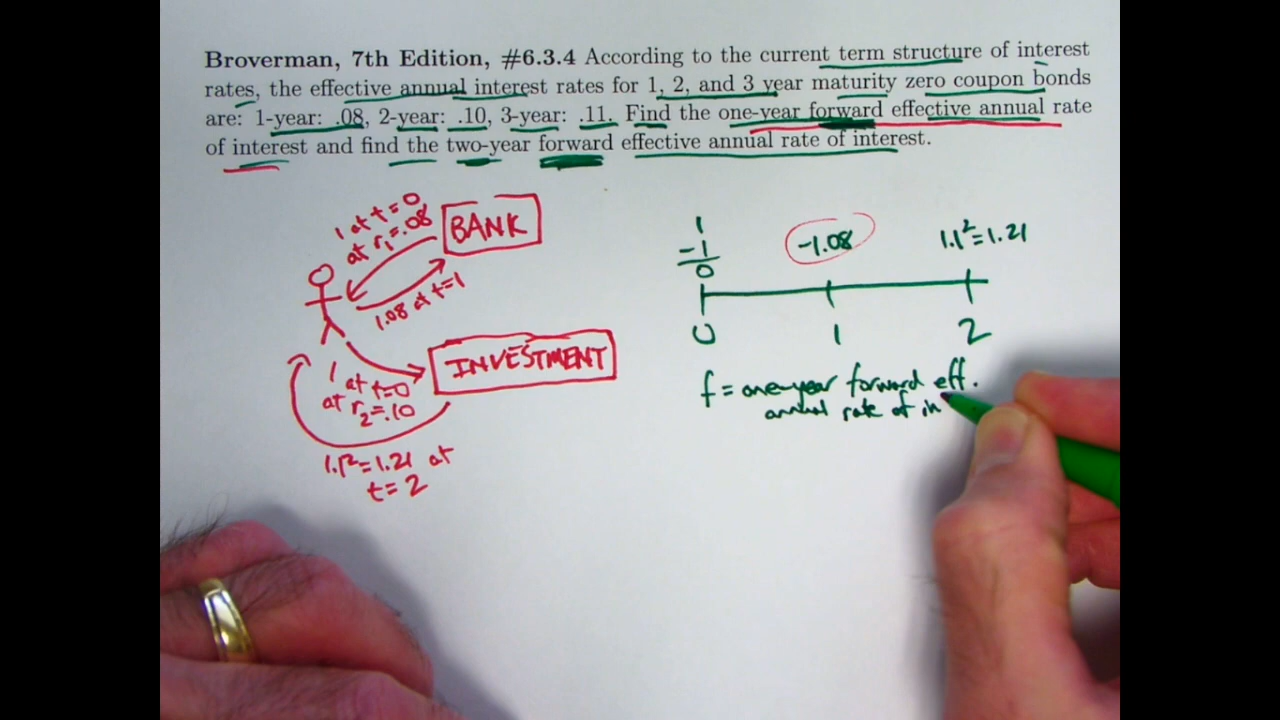 Broverman, 7th Edition, #6.3.4 According to the current term structure of interest
rates, the effective annual interest rates for 1, 2, and 3 year maturity zero coupon bonds
are: 1-year: .08, 2-year: .10, 3-year: .11. Find the one-year forward effective annual rate
of interest and find the two-year forward effective annual rate of interest.
1 at t=0
at r₁=.08
BANK
1.08 at t=1
INVESTMENT
1 at t=0
at r₂=.10
1.1²=1.21 at
t=2
1
-1
0
-1.08
1.1²=1.21
0 1 2
f = one-year forward eff.
annual rate of in